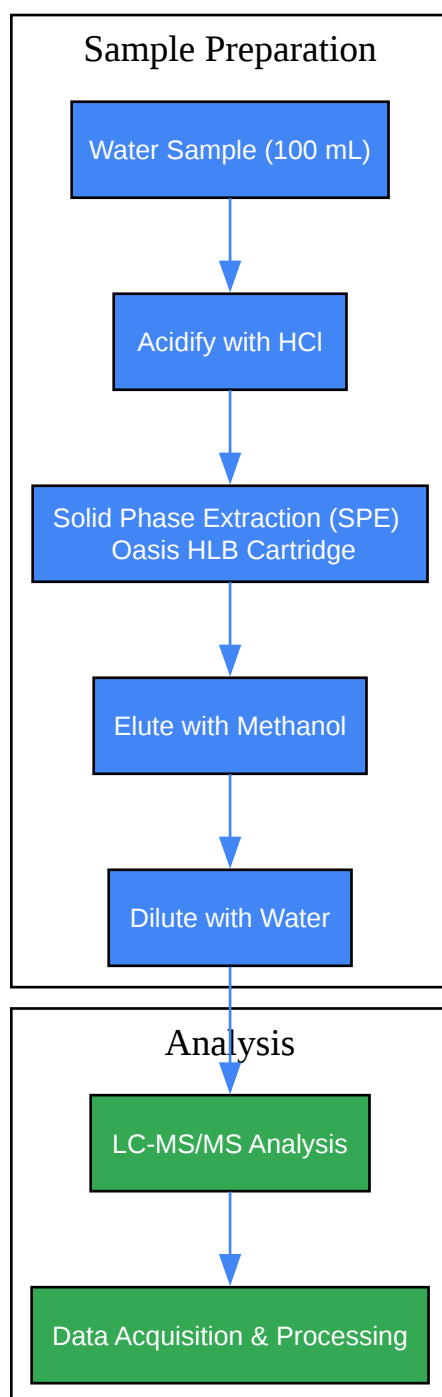 Sample Preparation
Water Sample (100 mL)
Acidify with HCl
Solid Phase Extraction (SPE)
Oasis HLB Cartridge
Elute with Methanol
Dilute with Water
Analysis
LC-MS/MS Analysis
Data Acquisition & Processing